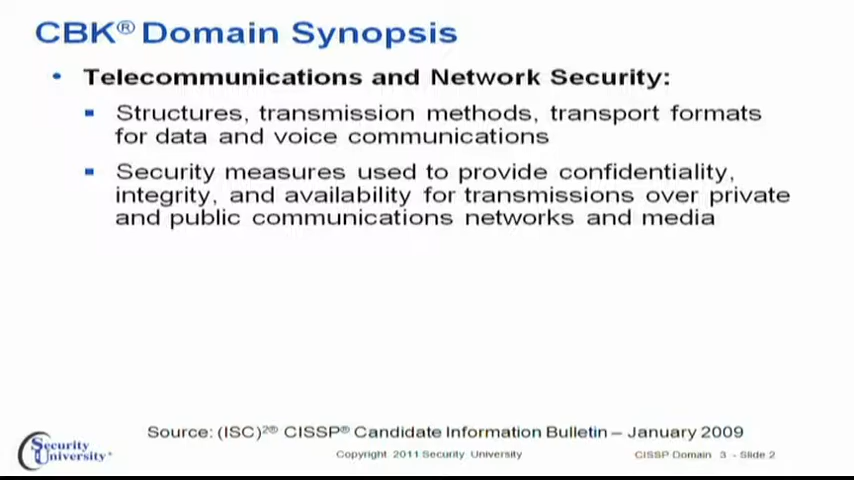 CBK® Domain Synopsis
• Telecommunications and Network Security:
▪ Structures, transmission methods, transport formats
for data and voice communications
▪ Security measures used to provide confidentiality,
integrity, and availability for transmissions over private
and public communications networks and media
Source: (ISC)²® CISSP® Candidate Information Bulletin – January 2009
Security
University
Copyright 2011 Security University
CISSP Domain 3 - Slide 2